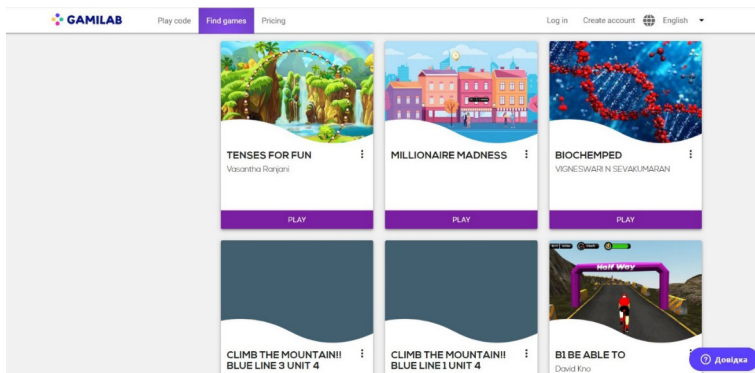 GAMILAB
Play code
Find games
Pricing
Log in
Create account
English
TENSES FOR FUN
Vasantha Ranjani
PLAY
MILLIONAIRE MADNESS
PLAY
BIOCHEMPED
VIGNESWARI N SEVAKUMARAN
PLAY
CLIMB THE MOUNTAIN!!
BLUE LINE 3 UNIT 4
CLIMB THE MOUNTAIN!!
BLUE LINE 1 UNIT 4
Half Way
B1 BE ABLE TO
David Kno
Довідка